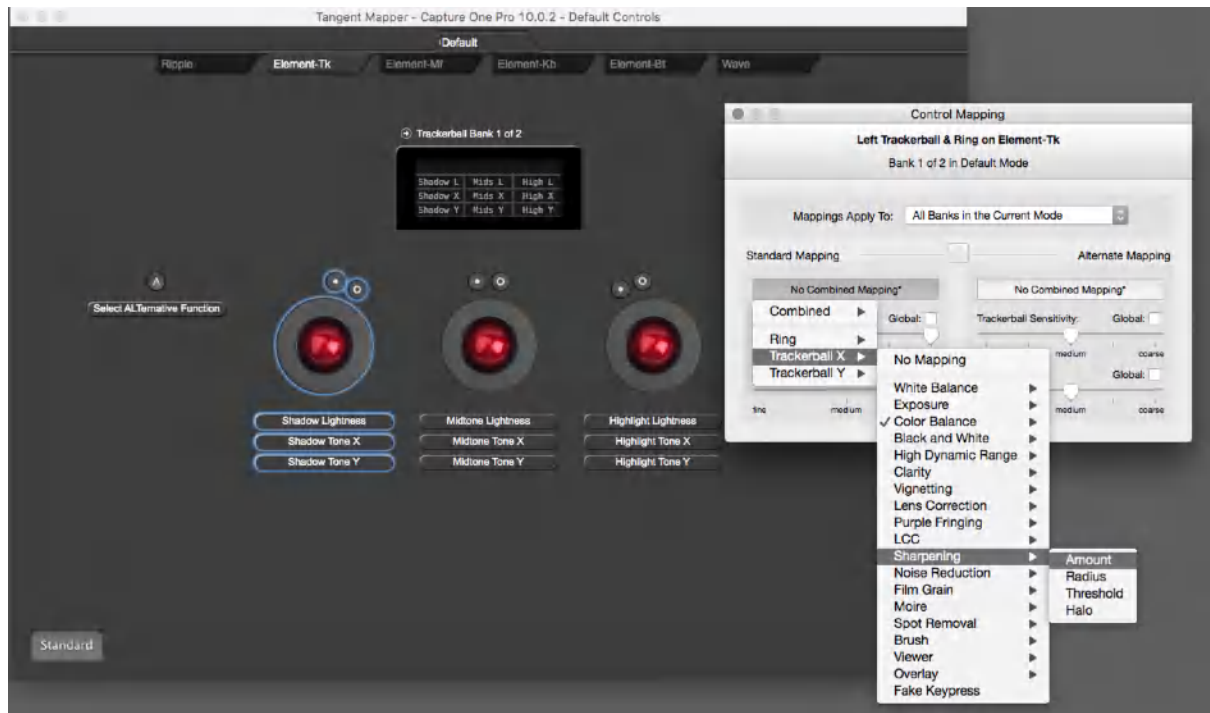 Tangent Mapper - Capture One Pro 10.0.2 - Default Controls
Default
Ripple Element-Tk Element-Mf Element-Kb Element-Bt Wave
Trackerball Bank 1 of 2
Shadow L Mids L High L
Shadow X Mids X High X
Shadow Y Mids Y High Y
A
Select ALTernative Function
Shadow Lightness Midtone Lightness Highlight Lightness
Shadow Tone X Midtone Tone X Highlight Tone X
Shadow Tone Y Midtone Tone Y Highlight Tone Y
Standard
Control Mapping
Left Trackerball & Ring on Element-Tk
Bank 1 of 2 in Default Mode
Mappings Apply To: All Banks in the Current Mode
Standard Mapping Alternate Mapping
No Combined Mapping* No Combined Mapping*
Global: Trackerball Sensitivity: Global:
medium coarse
Global:
fine medium medium coarse
Combined
Ring
Trackerball X
Trackerball Y
No Mapping
White Balance
Exposure
✓ Color Balance
Black and White
High Dynamic Range
Clarity
Vignetting
Lens Correction
Purple Fringing
LCC
Sharpening
Noise Reduction
Film Grain
Moire
Spot Removal
Brush
Viewer
Overlay
Fake Keypress
Amount
Radius
Threshold
Halo